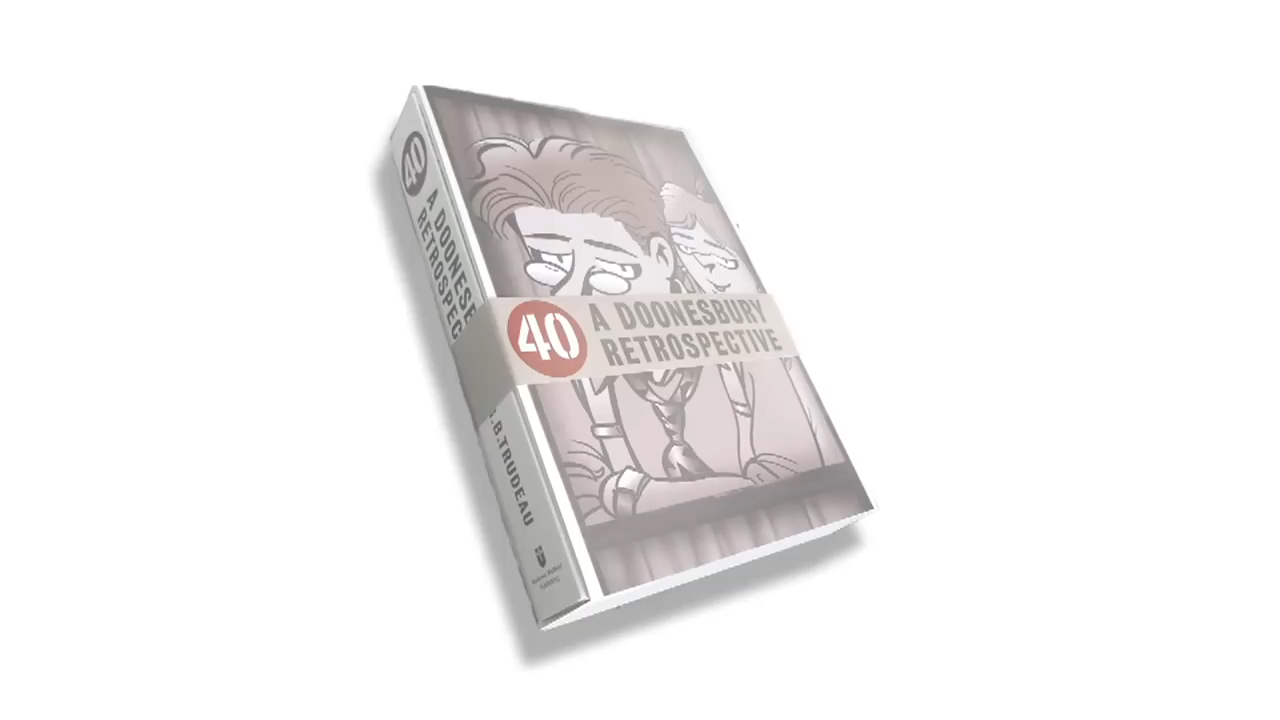 40
A DOONESE
RETROSPEC
40
A DOONESBURY
RETROSPECTIVE
.B.TRUDEAU